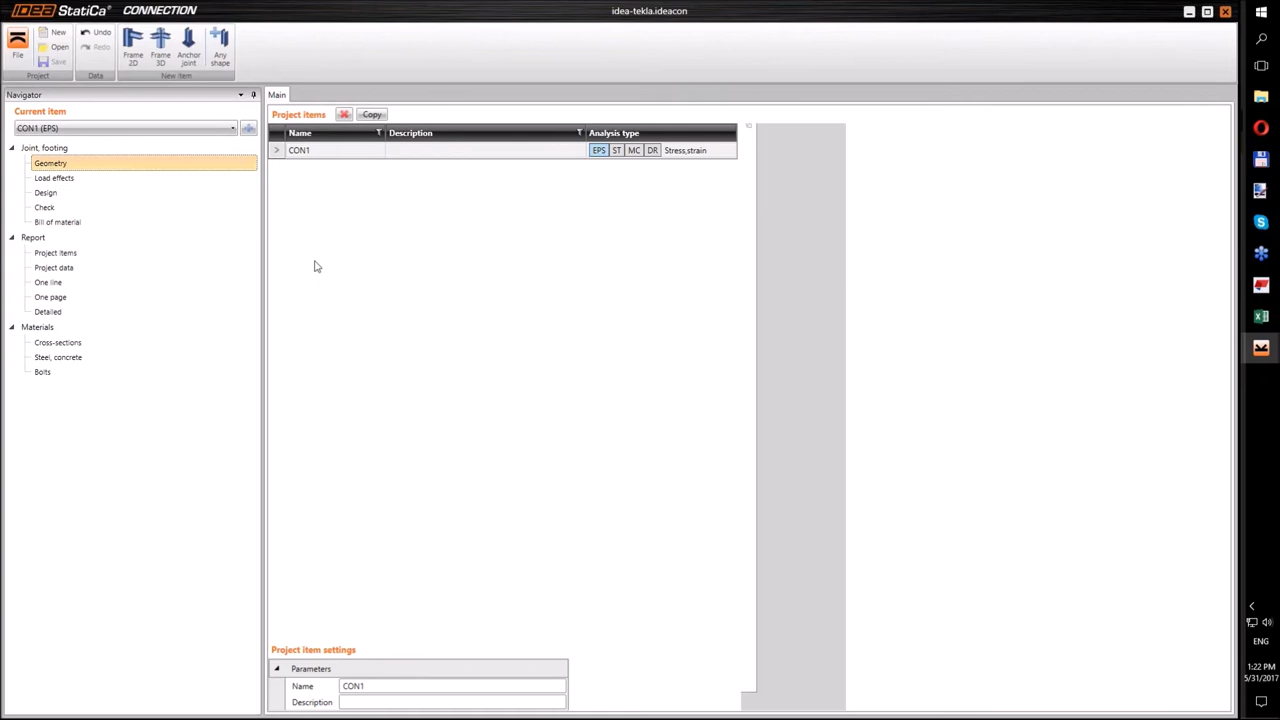 IDEA StatiCa® CONNECTION
idea-tekla.ideacon
File
New
Open
Save
Project
Undo
Redo
Data
Frame 2D
Frame 3D
Anchor joint
Any shape
New item
Navigator
Current item
CON1 (EPS)
Joint, footing
Geometry
Load effects
Design
Check
Bill of material
Report
Project items
Project data
One line
One page
Detailed
Materials
Cross-sections
Steel, concrete
Bolts
Main
Project items
Copy
Name Description Analysis type
CON1 EPS ST MC DR Stress,strain
Project item settings
Parameters
Name CON1
Description
ENG
1:22 PM
5/31/2017